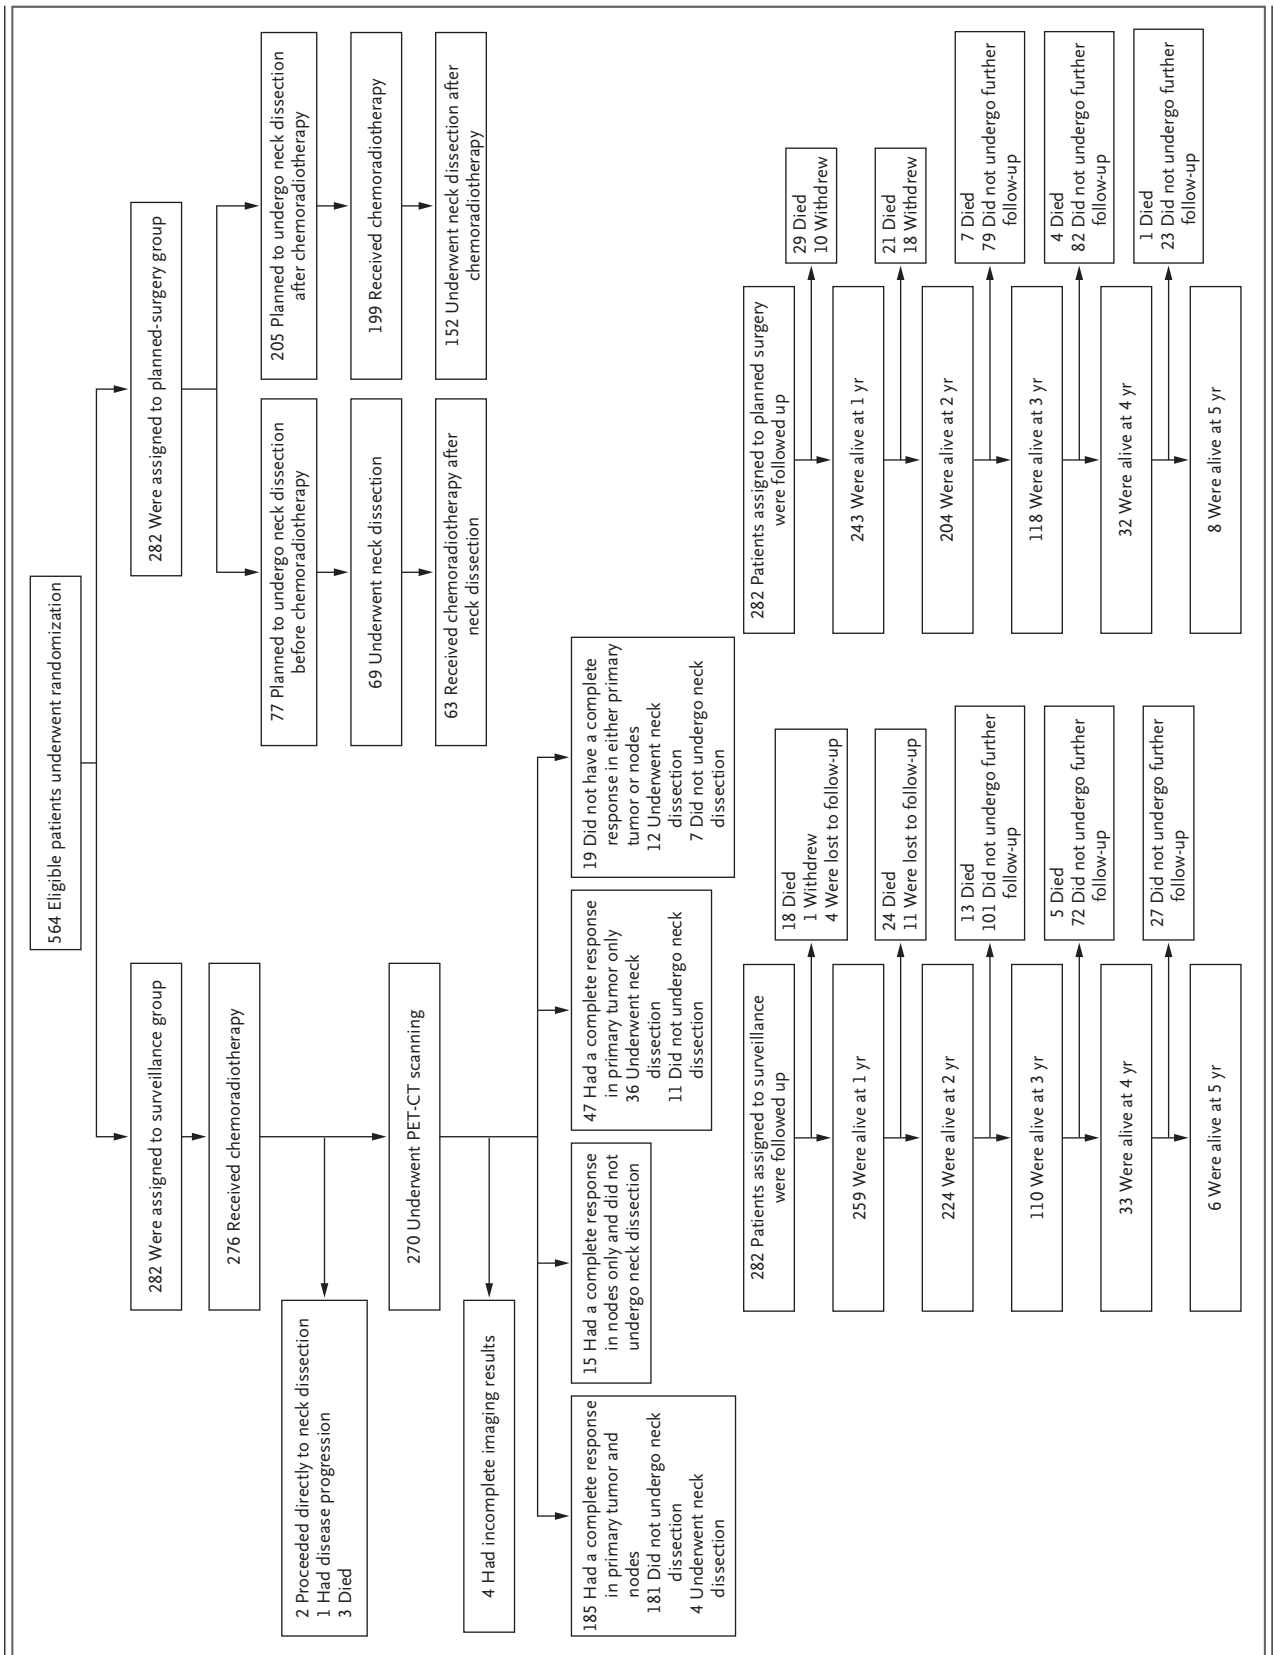 564 Eligible patients underwent randomization
282 Were assigned to surveillance group
276 Received chemoradiotherapy
2 Proceeded directly to neck dissection
1 Had disease progression
3 Died
270 Underwent PET-CT scanning
4 Had incomplete imaging results
185 Had a complete response
in primary tumor and
nodes
181 Did not undergo neck
dissection
4 Underwent neck
dissection
15 Had a complete response
in nodes only and did not
undergo neck dissection
47 Had a complete response
in primary tumor only
36 Underwent neck
dissection
11 Did not undergo neck
dissection
19 Did not have a complete
response in either primary
tumor or nodes
12 Underwent neck
dissection
7 Did not undergo neck
dissection
282 Were assigned to planned-surgery group
77 Planned to undergo neck dissection
before chemoradiotherapy
69 Underwent neck dissection
63 Received chemoradiotherapy after
neck dissection
205 Planned to undergo neck dissection
after chemoradiotherapy
199 Received chemoradiotherapy
152 Underwent neck dissection after
chemoradiotherapy
282 Patients assigned to surveillance
were followed up
18 Died
1 Withdrew
4 Were lost to follow-up
259 Were alive at 1 yr
24 Died
11 Were lost to follow-up
224 Were alive at 2 yr
13 Died
101 Did not undergo further
follow-up
110 Were alive at 3 yr
5 Died
72 Did not undergo further
follow-up
33 Were alive at 4 yr
27 Did not undergo further
follow-up
6 Were alive at 5 yr
282 Patients assigned to planned surgery
were followed up
29 Died
10 Withdrew
243 Were alive at 1 yr
21 Died
18 Withdrew
204 Were alive at 2 yr
7 Died
79 Did not undergo further
follow-up
118 Were alive at 3 yr
4 Died
82 Did not undergo further
follow-up
32 Were alive at 4 yr
1 Died
23 Did not undergo further
follow-up
8 Were alive at 5 yr